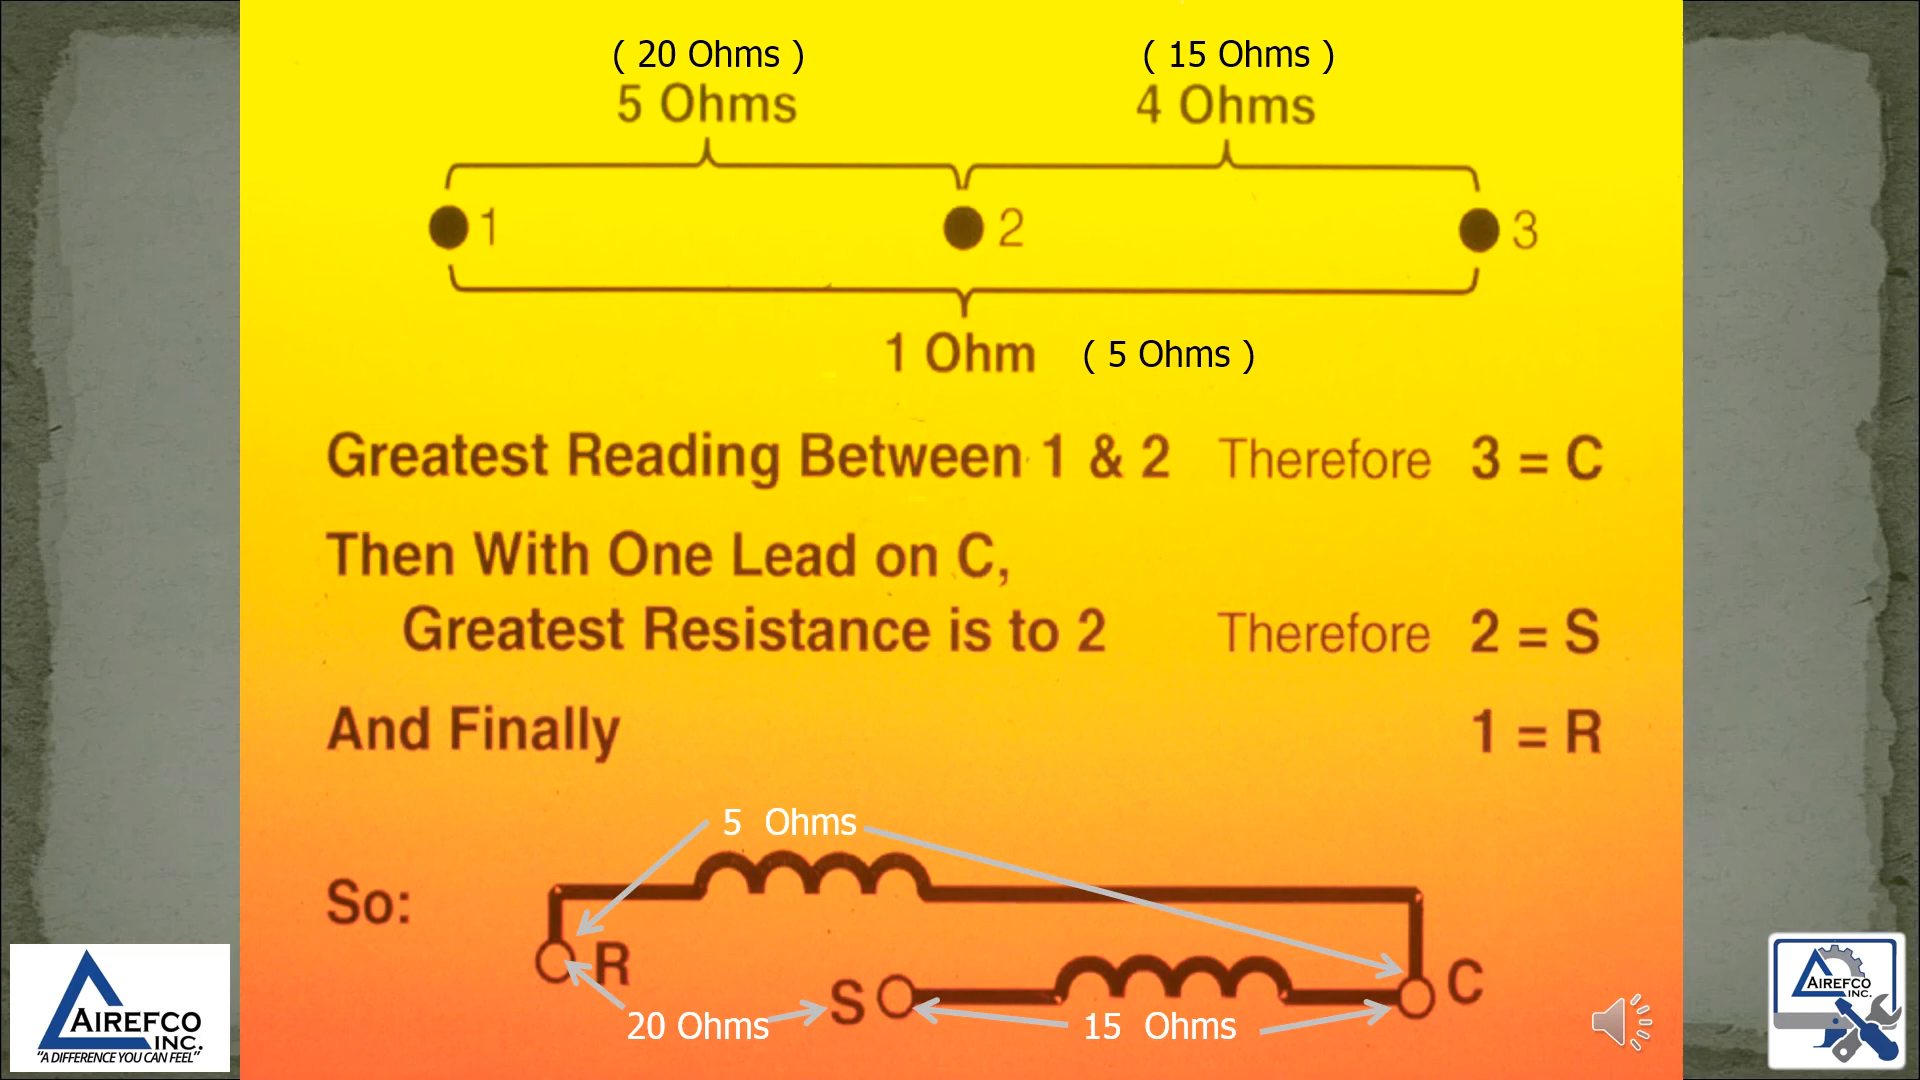 ( 20 Ohms )
( 15 Ohms )
5 Ohms
4 Ohms
1
2
3
1 Ohm
( 5 Ohms )
Greatest Reading Between 1 & 2 Therefore 3 = C
Then With One Lead on C,
Greatest Resistance is to 2 Therefore 2 = S
And Finally 1 = R
5 Ohms
So:
R
S
C
20 Ohms
15 Ohms
AIREFCO
INC.
"A DIFFERENCE YOU CAN FEEL"
AIREFCO
INC.